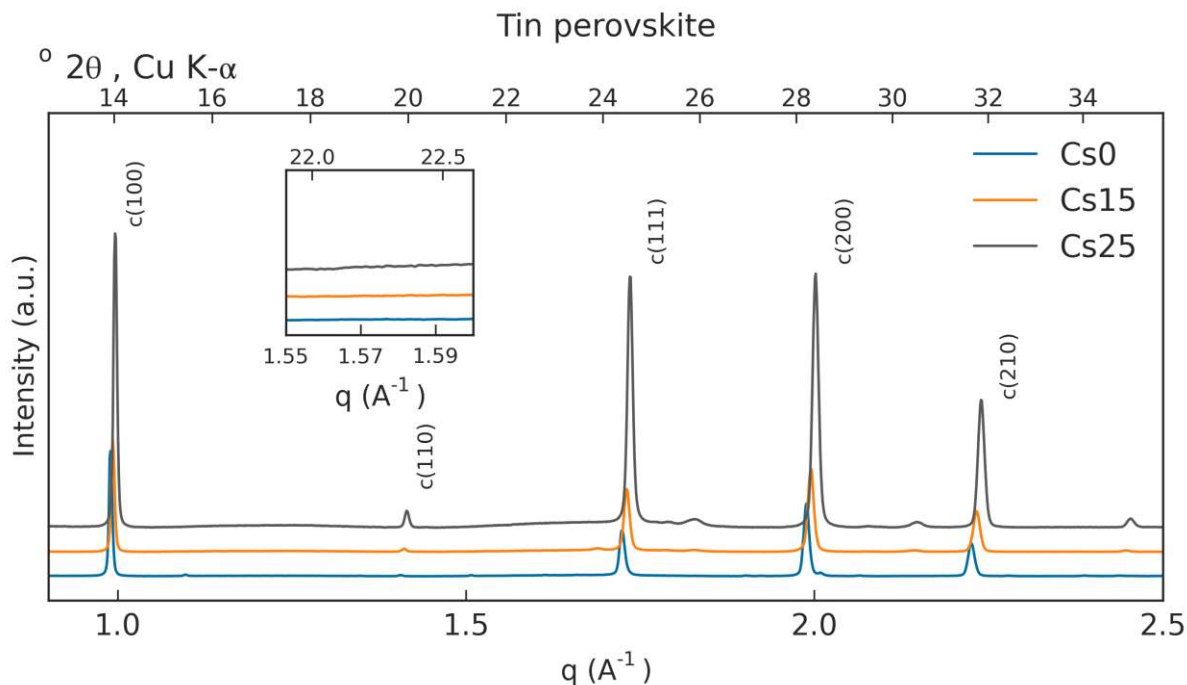 Tin perovskite
° 2θ , Cu K-α
14 16 18 20 22 24 26 28 30 32 34
Cs0
Cs15
Cs25
c(100)
c(110)
c(111)
c(200)
c(210)
22.0 22.5
1.55 1.57 1.59
q (A⁻¹)
Intensity (a.u.)
1.0 1.5 2.0 2.5
q (A⁻¹)